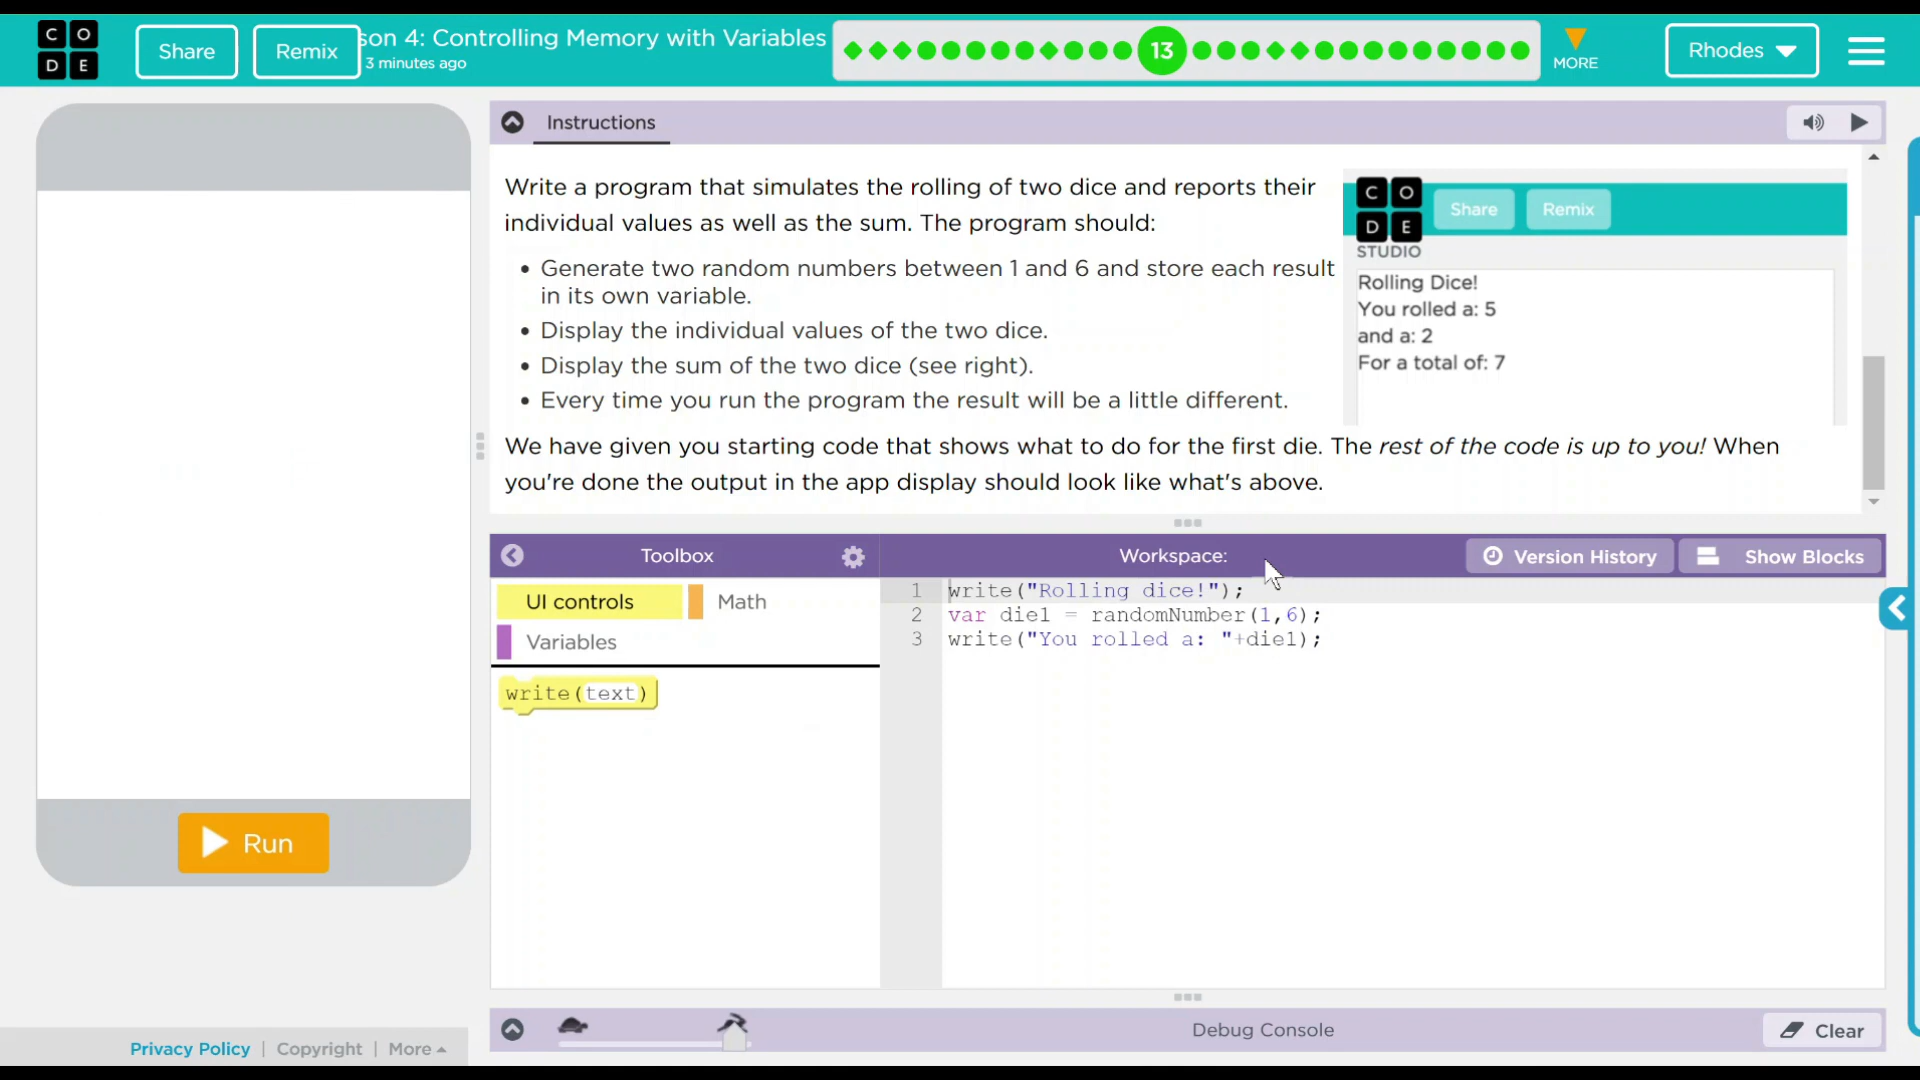 C O
D E
Share
Remix
son 4: Controlling Memory with Variables
3 minutes ago
13
MORE
Rhodes
Instructions
Write a program that simulates the rolling of two dice and reports their
individual values as well as the sum. The program should:
Generate two random numbers between 1 and 6 and store each result
in its own variable.
Display the individual values of the two dice.
Display the sum of the two dice (see right).
Every time you run the program the result will be a little different.
C O
D E
STUDIO
Share
Remix
Rolling Dice!
You rolled a: 5
and a: 2
For a total of: 7
We have given you starting code that shows what to do for the first die. The rest of the code is up to you! When
you're done the output in the app display should look like what's above.
Toolbox
Workspace:
Version History
Show Blocks
UI controls
Math
Variables
write(text)
1 write("Rolling dice!");
2 var die1 = randomNumber(1,6);
3 write("You rolled a: "+die1);
Run
Debug Console
Clear
Privacy Policy | Copyright | More